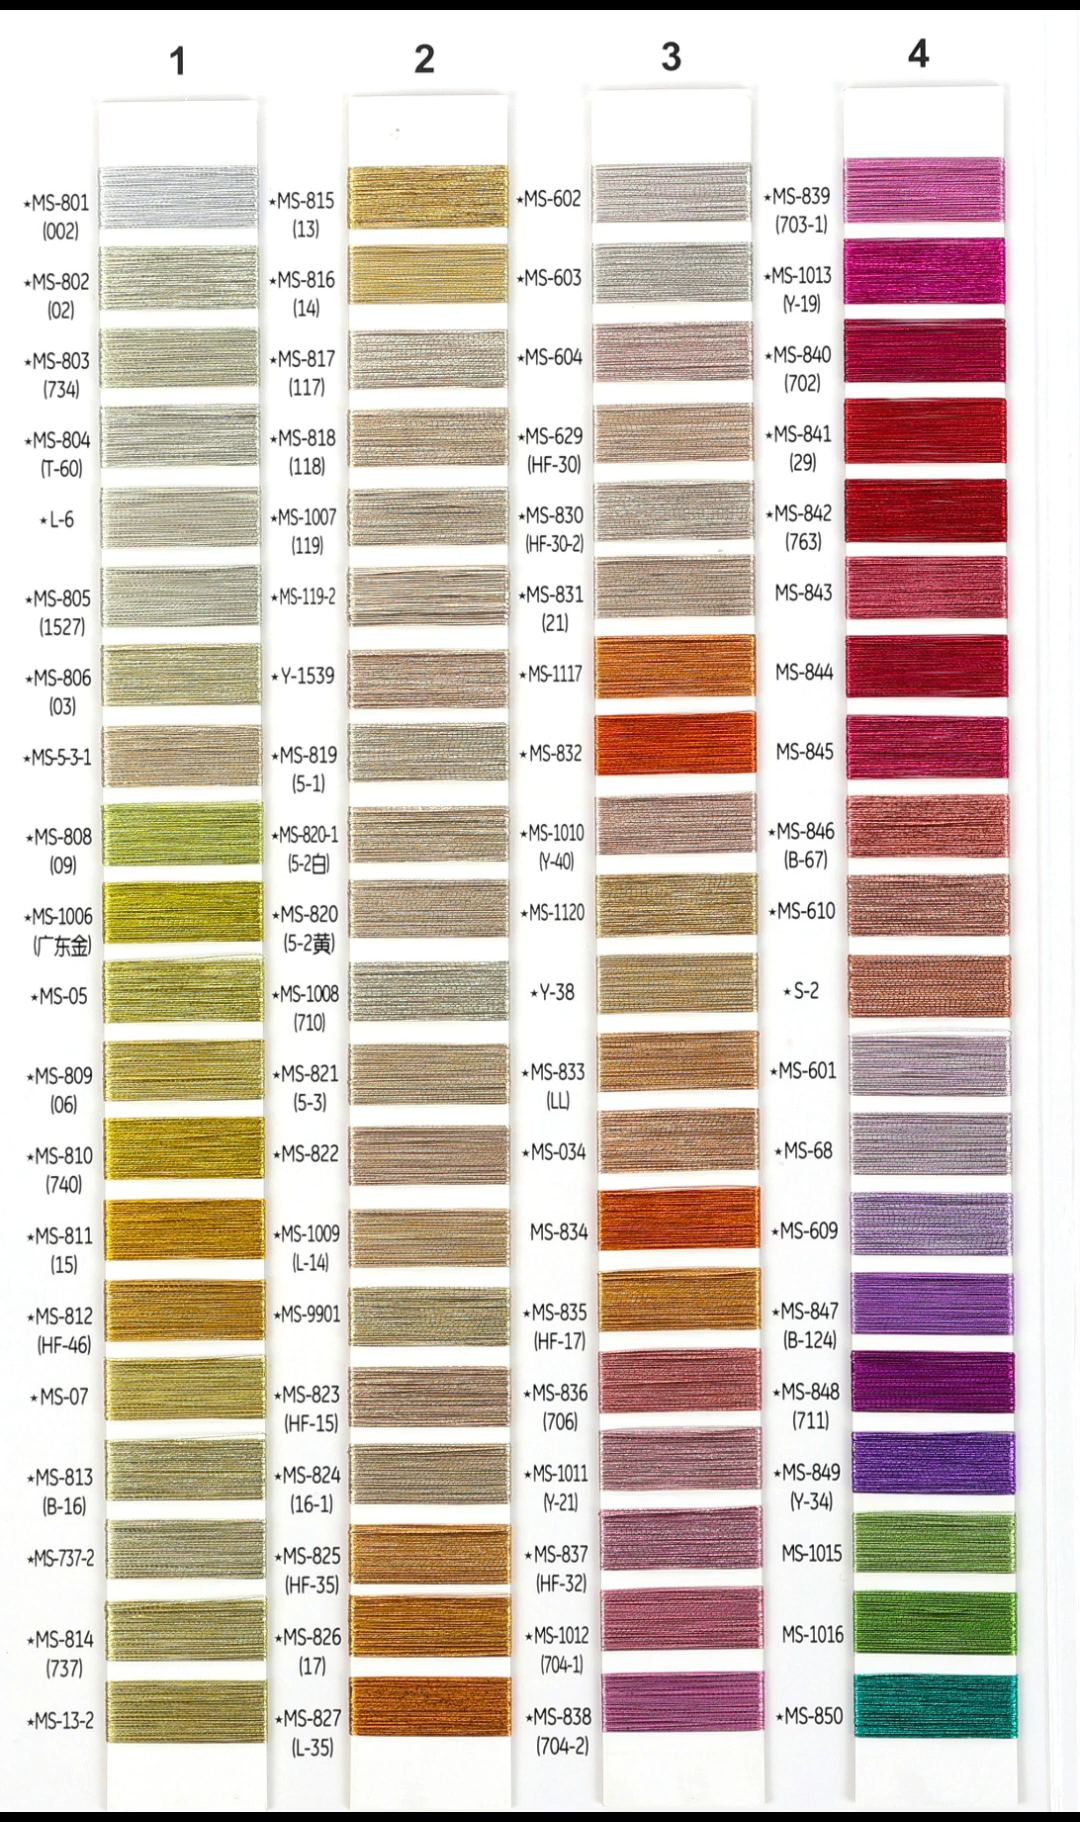 1
★MS-801
(002)
★MS-802
(02)
★MS-803
(734)
★MS-804
(T-60)
★L-6
★MS-805
(1527)
★MS-806
(03)
★MS-5-3-1
★MS-808
(09)
★MS-1006
(广东金)
★MS-05
★MS-809
(06)
★MS-810
(740)
★MS-811
(15)
★MS-812
(HF-46)
★MS-07
★MS-813
(B-16)
★MS-737-2
★MS-814
(737)
★MS-13-2
2
★MS-815
(13)
★MS-816
(14)
★MS-817
(117)
★MS-818
(118)
★MS-1007
(119)
★MS-119-2
★Y-1539
★MS-819
(5-1)
★MS-820-1
(5-2白)
★MS-820
(5-2黄)
★MS-1008
(710)
★MS-821
(5-3)
★MS-822
★MS-1009
(L-14)
★MS-9901
★MS-823
(HF-15)
★MS-824
(16-1)
★MS-825
(HF-35)
★MS-826
(17)
★MS-827
(L-35)
3
★MS-602
★MS-603
★MS-604
★MS-629
(HF-30)
★MS-830
(HF-30-2)
★MS-831
(21)
★MS-1117
★MS-832
★MS-1010
(Y-40)
★MS-1120
★Y-38
★MS-833
(LL)
★MS-034
MS-834
★MS-835
(HF-17)
★MS-836
(706)
★MS-1011
(Y-21)
★MS-837
(HF-32)
★MS-1012
(704-1)
★MS-838
(704-2)
4
★MS-839
(703-1)
★MS-1013
(Y-19)
★MS-840
(702)
★MS-841
(29)
★MS-842
(763)
MS-843
MS-844
MS-845
★MS-846
(B-67)
★MS-610
★S-2
★MS-601
★MS-68
★MS-609
★MS-847
(B-124)
★MS-848
(711)
★MS-849
(Y-34)
MS-1015
MS-1016
★MS-850